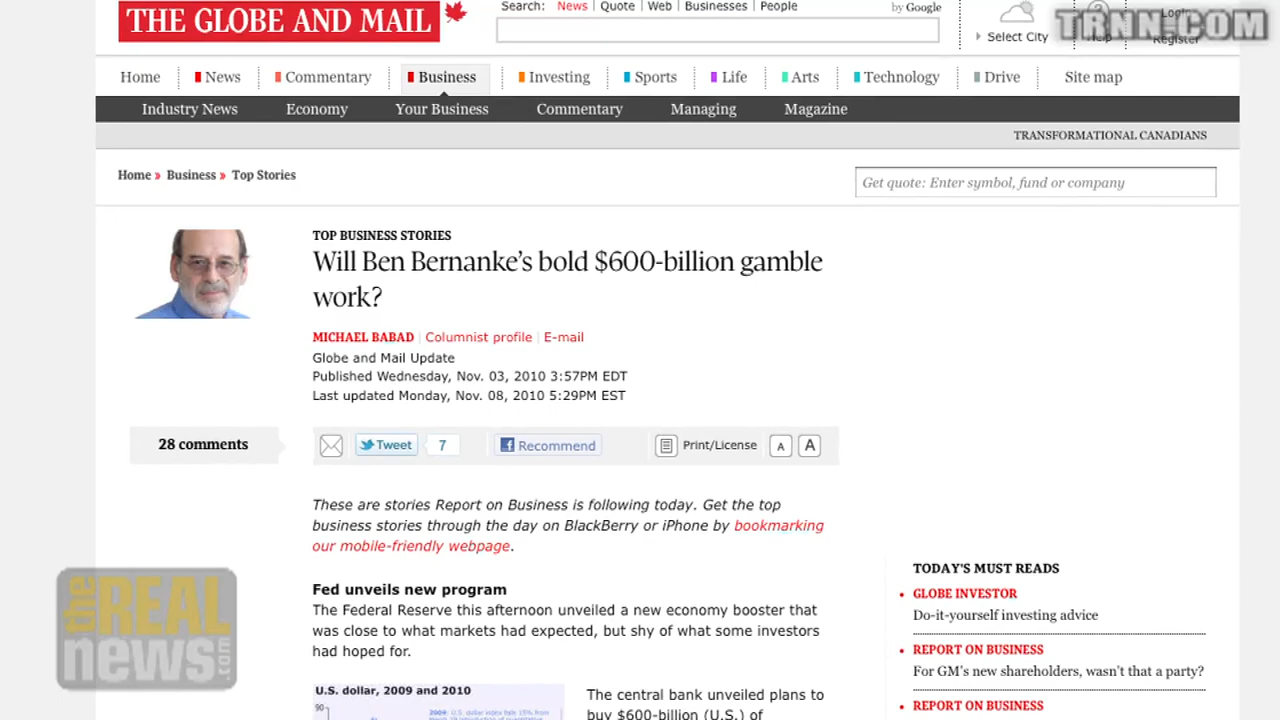 Search: News Quote Web Businesses People by Google
THE GLOBE AND MAIL
Select City
Help
Login
Register
TRNN.COM
Home News Commentary Business Investing Sports Life Arts Technology Drive Site map
Industry News Economy Your Business Commentary Managing Magazine
TRANSFORMATIONAL CANADIANS
Home » Business » Top Stories
Get quote: Enter symbol, fund or company
TOP BUSINESS STORIES
Will Ben Bernanke's bold $600-billion gamble
work?
MICHAEL BABAD Columnist profile E-mail
Globe and Mail Update
Published Wednesday, Nov. 03, 2010 3:57PM EDT
Last updated Monday, Nov. 08, 2010 5:29PM EST
28 comments
Tweet 7 Recommend Print/License A A
These are stories Report on Business is following today. Get the top
business stories through the day on BlackBerry or iPhone by bookmarking
our mobile-friendly webpage.
Fed unveils new program
The Federal Reserve this afternoon unveiled a new economy booster that
was close to what markets had expected, but shy of what some investors
had hoped for.
U.S. dollar, 2009 and 2010
90
The central bank unveiled plans to
buy $600-billion (U.S.) of
TODAY'S MUST READS
GLOBE INVESTOR
Do-it-yourself investing advice
REPORT ON BUSINESS
For GM's new shareholders, wasn't that a party?
REPORT ON BUSINESS
the REAL
news.com